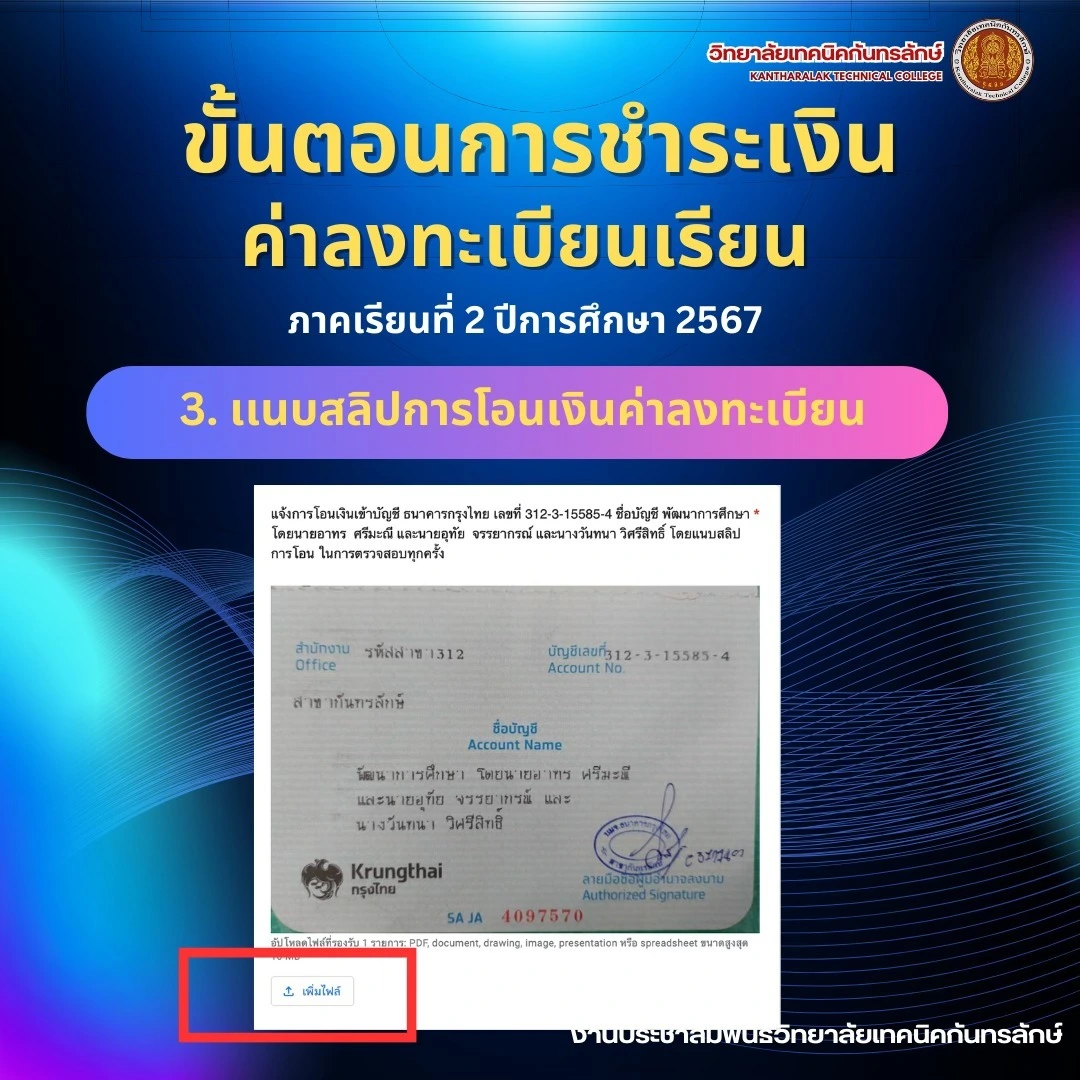 วิทยาลัยเทคนิคกันทรลักษ์
KANTHARALAK TECHNICAL COLLEGE
วิทยาลัยเทคนิคกันทรลักษ์
Kantharalak Technical College
ขั้นตอนการชำระเงิน
ค่าลงทะเบียนเรียน
ภาคเรียนที่ 2 ปีการศึกษา 2567
3. แนบสลิปการโอนเงินค่าลงทะเบียน
แจ้งการโอนเงินเข้าบัญชี ธนาคารกรุงไทย เลขที่ 312-3-15585-4 ชื่อบัญชี พัฒนาการศึกษา *
โดยนายอาทร ศรีมะณี และนายอุทัย จรรยากรณ์ และนางวันทนา วิศรีสิทธิ์ โดยแนบสลิป
การโอน ในการตรวจสอบทุกครั้ง
สำนักงาน รหัสสาขา312 บัญชีเลขที่ 312-3-15585-4
Office Account No.
สาขากันทรลักษ์
ชื่อบัญชี
Account Name
พัฒนาการศึกษา โดยนายอาทร ศรีมะณี
และนายอุทัย จรรยากรณ์ และ
นางวันทนา วิศรีสิทธิ์
Krungthai
กรุงไทย
ลายมือชื่อผู้มีอำนาจลงนาม
Authorized Signature
SA JA 4097570
อัปโหลดไฟล์ที่รองรับ 1 รายการ: PDF, document, drawing, image, presentation หรือ spreadsheet ขนาดสูงสุด
10 MB
เพิ่มไฟล์
งานประชาสัมพันธ์วิทยาลัยเทคนิคกันทรลักษ์